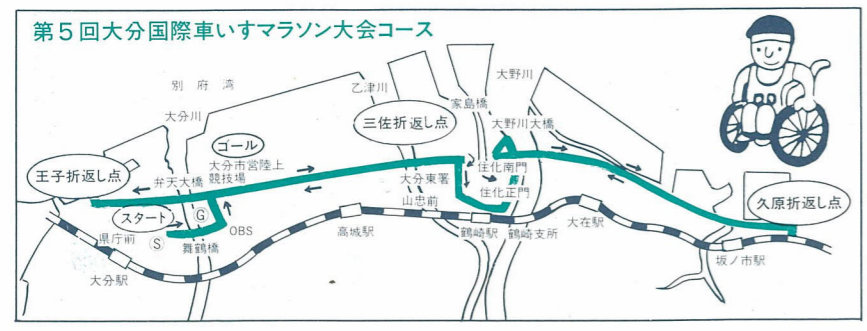 第5回大分国際車いすマラソン大会コース
別府湾
大分川
乙津川
大野川
家島橋
大野川大橋
三佐折返し点
ゴール
大分市営陸上
競技場
王子折返し点
弁天大橋
大分東署
山忠前
住化南門
住化正門
スタート
Ⓖ
久原折返し点
県庁前
Ⓢ
舞鶴橋
OBS
高城駅
鶴崎駅
鶴崎支所
大在駅
坂ノ市駅
大分駅